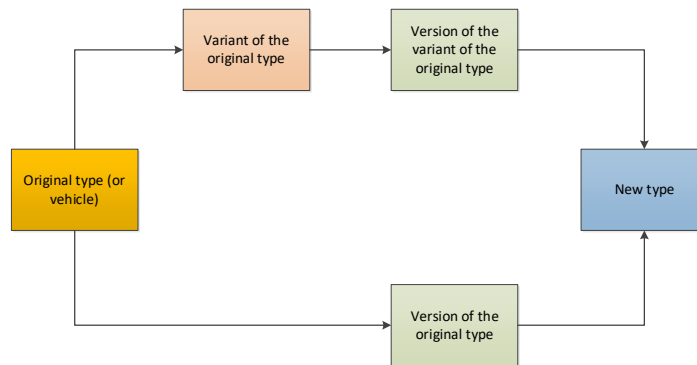 Variant of the
original type
Version of the
variant of the
original type
Original type (or
vehicle)
New type
Version of the
original type